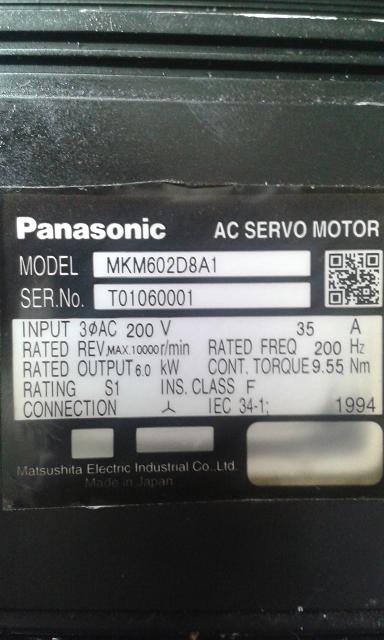 Panasonic AC SERVO MOTOR
MODEL MKM602D8A1
SER.No. T01060001
INPUT 3φAC 200 V 35 A
RATED REV,MAX.10000r/min RATED FREQ 200 Hz
RATED OUTPUT6.0 kW CONT. TORQUE 9.55 Nm
RATING S1 INS. CLASS F
CONNECTION 人 IEC 34-1; 1994
Matsushita Electric Industrial Co.,Ltd.
Made in Japan